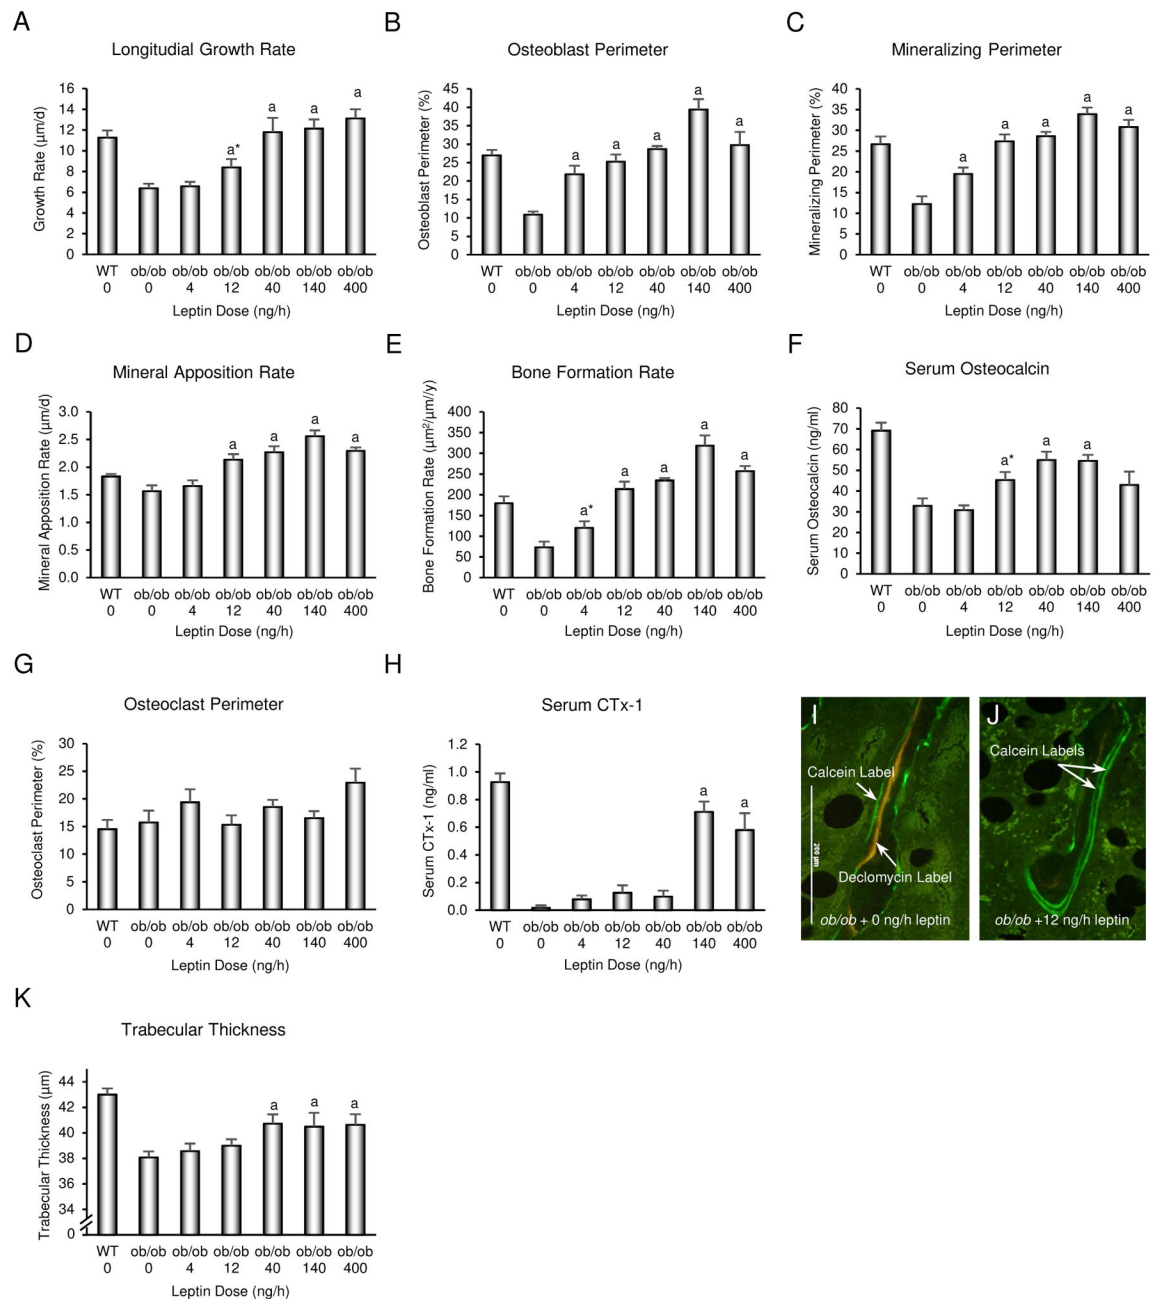 A
Longitudial Growth Rate
Growth Rate (µm/d)
16
14
12
10
8
6
4
2
0
a*
a
a
a
WT ob/ob ob/ob ob/ob ob/ob ob/ob ob/ob
0 0 4 12 40 140 400
Leptin Dose (ng/h)
B
Osteoblast Perimeter
Osteoblast Perimeter (%)
45
40
35
30
25
20
15
10
5
0
a
a
a
a
a
WT ob/ob ob/ob ob/ob ob/ob ob/ob ob/ob
0 0 4 12 40 140 400
Leptin Dose (ng/h)
C
Mineralizing Perimeter
Mineralizing Perimeter (%)
40
35
30
25
20
15
10
5
0
a
a
a
a
a
WT ob/ob ob/ob ob/ob ob/ob ob/ob ob/ob
0 0 4 12 40 140 400
Leptin Dose (ng/h)
D
Mineral Apposition Rate
Mineral Apposition Rate (µm/d)
3.0
2.5
2.0
1.5
1.0
0.5
0.0
a
a
a
a
WT ob/ob ob/ob ob/ob ob/ob ob/ob ob/ob
0 0 4 12 40 140 400
Leptin Dose (ng/h)
E
Bone Formation Rate
Bone Formation Rate (µm²/µm//y)
400
350
300
250
200
150
100
50
0
a*
a
a
a
a
WT ob/ob ob/ob ob/ob ob/ob ob/ob ob/ob
0 0 4 12 40 140 400
Leptin Dose (ng/h)
F
Serum Osteocalcin
Serum Osteocalcin (ng/ml)
80
70
60
50
40
30
20
10
0
a*
a
a
WT ob/ob ob/ob ob/ob ob/ob ob/ob ob/ob
0 0 4 12 40 140 400
Leptin Dose (ng/h)
G
Osteoclast Perimeter
Osteoclast Perimeter (%)
30
25
20
15
10
5
0
WT ob/ob ob/ob ob/ob ob/ob ob/ob ob/ob
0 0 4 12 40 140 400
Leptin Dose (ng/h)
H
Serum CTx-1
Serum CTx-1 (ng/ml)
1.2
1.0
0.8
0.6
0.4
0.2
0.0
a
a
WT ob/ob ob/ob ob/ob ob/ob ob/ob ob/ob
0 0 4 12 40 140 400
Leptin Dose (ng/h)
I
Calcein Label
200 µm
Declomycin Label
ob/ob + 0 ng/h leptin
J
Calcein Labels
ob/ob +12 ng/h leptin
K
Trabecular Thickness
Trabecular Thickness (µm)
44
42
40
38
36
34
0
a
a
a
WT ob/ob ob/ob ob/ob ob/ob ob/ob ob/ob
0 0 4 12 40 140 400
Leptin Dose (ng/h)